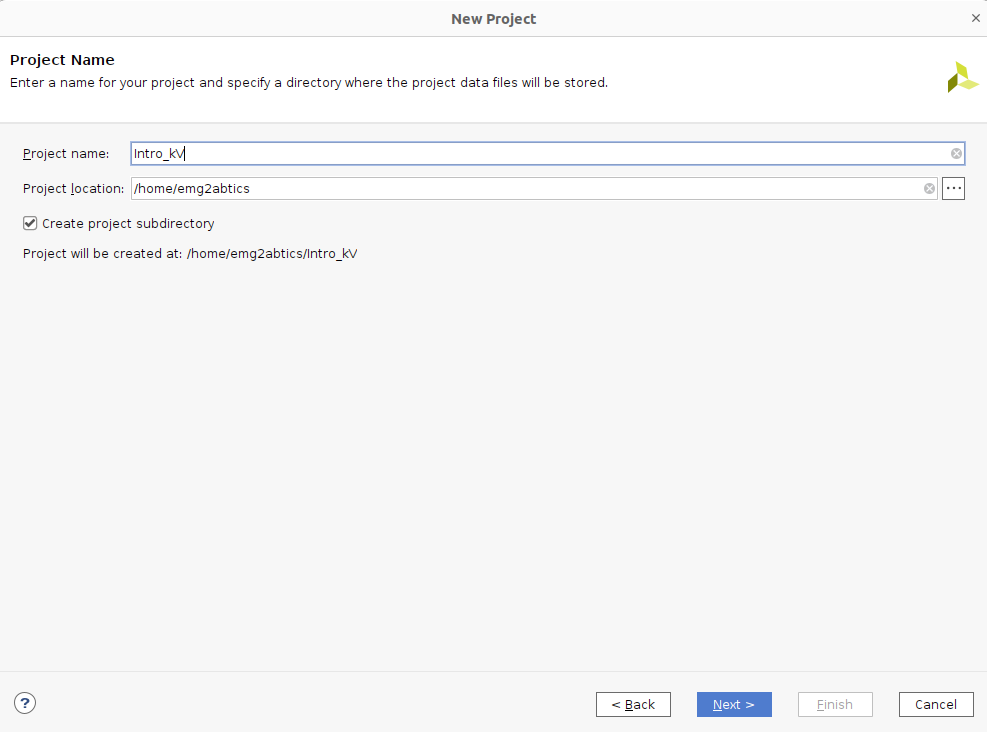 New Project
Project Name
Enter a name for your project and specify a directory where the project data files will be stored.
Project name: Intro_kV
Project location: /home/emg2abtics ...
Create project subdirectory
Project will be created at: /home/emg2abtics/Intro_kV
? < Back Next > Finish Cancel